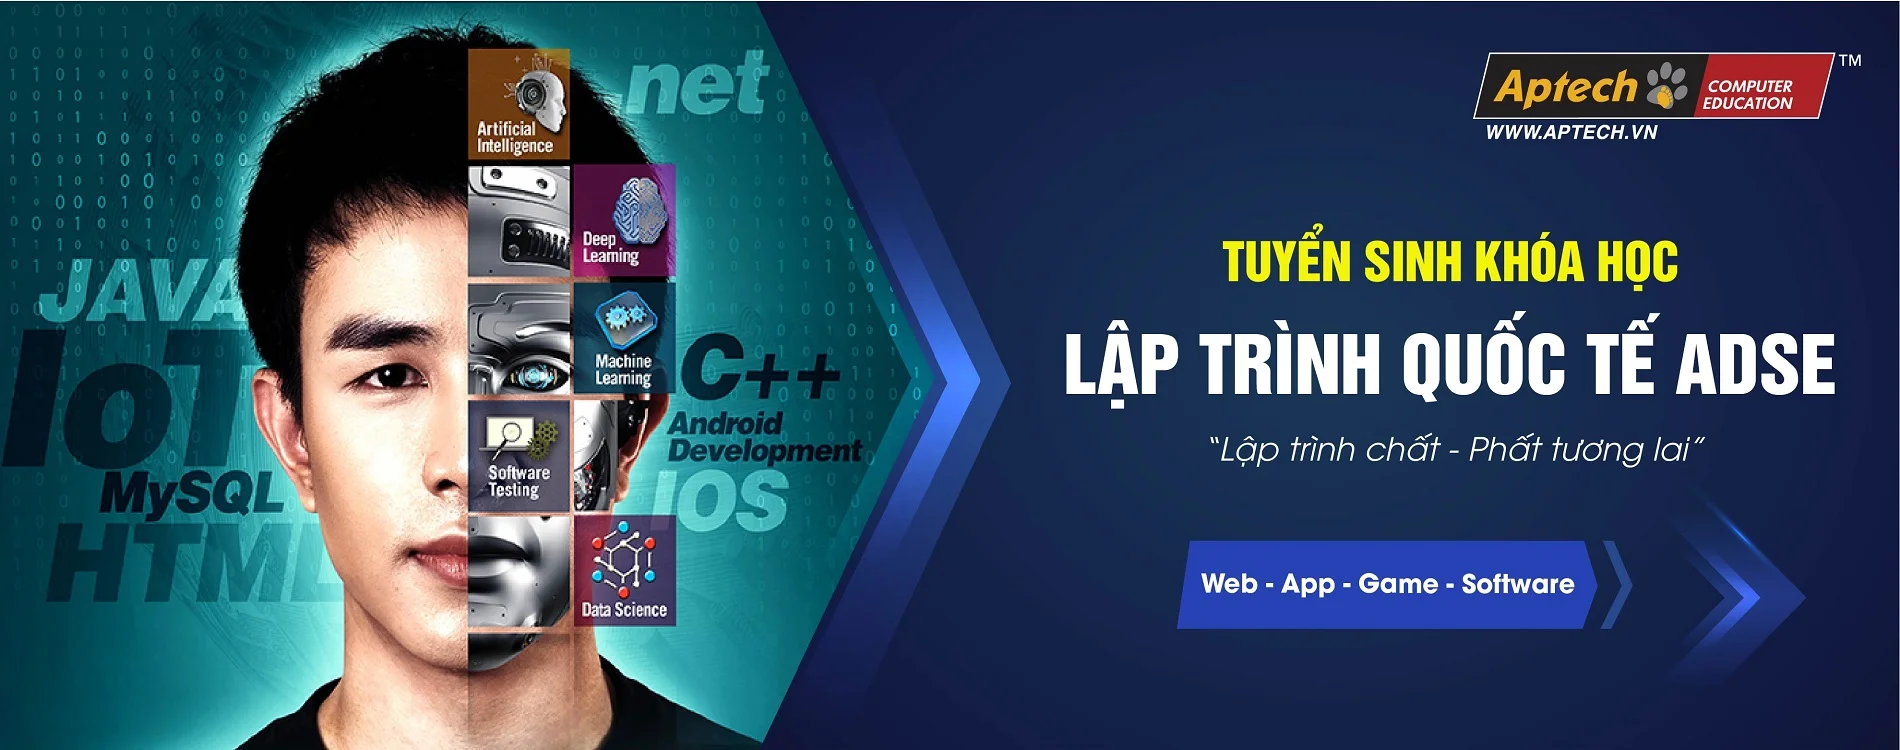 .net
Artificial
Intelligence
Deep
Learning
JAVA
Machine
Learning
IoT
C++
Android
Development
Software
Testing
MySQL
iOS
HTML
Data Science
Aptech
COMPUTER
EDUCATION
TM
WWW.APTECH.VN
TUYỂN SINH KHÓA HỌC
LẬP TRÌNH QUỐC TẾ ADSE
“Lập trình chất - Phất tương lai”
Web - App - Game - Software